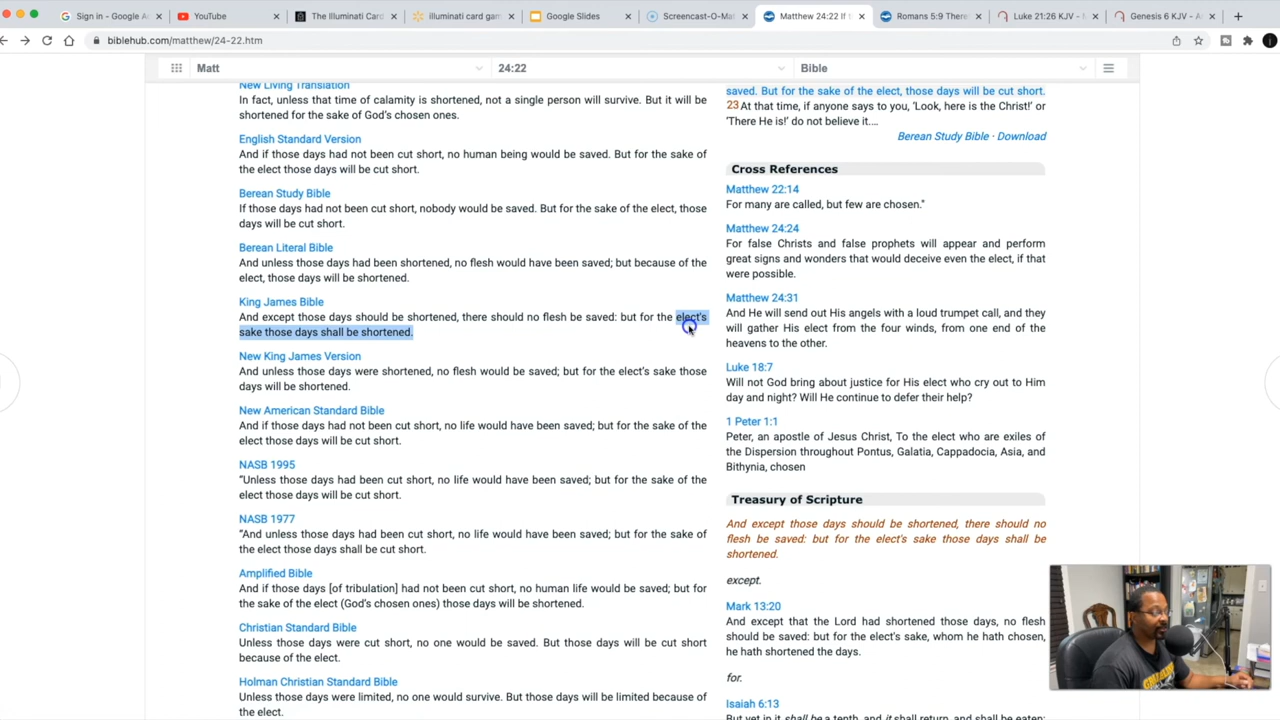 Sign in - Google A
YouTube
The Illuminati Card
illuminati card gam
Google Slides
Screencast-O-Mat
Matthew 24:22 If
Romans 5:9 There
Luke 21:26 KJV -
Genesis 6 KJV -
biblehub.com/matthew/24-22.htm
Matt
24:22
Bible
New Living Translation
In fact, unless that time of calamity is shortened, not a single person will survive. But it will be
shortened for the sake of God's chosen ones.
English Standard Version
And if those days had not been cut short, no human being would be saved. But for the sake of
the elect those days will be cut short.
Berean Study Bible
If those days had not been cut short, nobody would be saved. But for the sake of the elect, those
days will be cut short.
Berean Literal Bible
And unless those days had been shortened, no flesh would have been saved; but because of the
elect, those days will be shortened.
King James Bible
And except those days should be shortened, there should no flesh be saved: but for the elect's
sake those days shall be shortened.
New King James Version
And unless those days were shortened, no flesh would be saved; but for the elect's sake those
days will be shortened.
New American Standard Bible
And if those days had not been cut short, no life would have been saved; but for the sake of the
elect those days will be cut short.
NASB 1995
“Unless those days had been cut short, no life would have been saved; but for the sake of the
elect those days will be cut short.
NASB 1977
“And unless those days had been cut short, no life would have been saved; but for the sake of
the elect those days shall be cut short.
Amplified Bible
And if those days [of tribulation] had not been cut short, no human life would be saved; but for
the sake of the elect (God's chosen ones) those days will be shortened.
Christian Standard Bible
Unless those days were cut short, no one would be saved. But those days will be cut short
because of the elect.
Holman Christian Standard Bible
Unless those days were limited, no one would survive. But those days will be limited because of
the elect.
saved. But for the sake of the elect, those days will be cut short.
23 At that time, if anyone says to you, 'Look, here is the Christ!' or
'There He is!' do not believe it.…
Berean Study Bible · Download
Cross References
Matthew 22:14
For many are called, but few are chosen."
Matthew 24:24
For false Christs and false prophets will appear and perform
great signs and wonders that would deceive even the elect, if that
were possible.
Matthew 24:31
And He will send out His angels with a loud trumpet call, and they
will gather His elect from the four winds, from one end of the
heavens to the other.
Luke 18:7
Will not God bring about justice for His elect who cry out to Him
day and night? Will He continue to defer their help?
1 Peter 1:1
Peter, an apostle of Jesus Christ, To the elect who are exiles of
the Dispersion throughout Pontus, Galatia, Cappadocia, Asia, and
Bithynia, chosen
Treasury of Scripture
And except those days should be shortened, there should no
flesh be saved: but for the elect's sake those days shall be
shortened.
except.
Mark 13:20
And except that the Lord had shortened those days, no flesh
should be saved: but for the elect's sake, whom he hath chosen,
he hath shortened the days.
for.
Isaiah 6:13
But yet in it shall be a tenth, and it shall return, and shall be eaten: